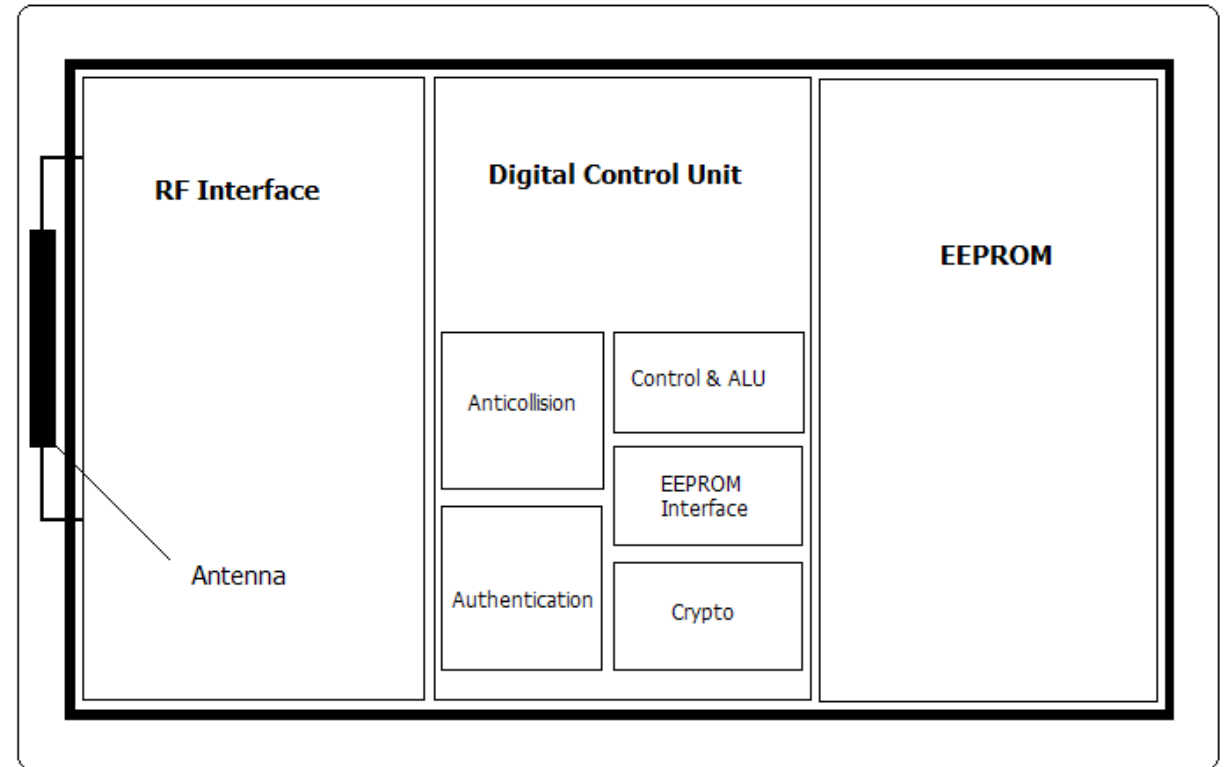 RF Interface
Digital Control Unit
EEPROM
Anticollision
Control & ALU
EEPROM
Interface
Authentication
Crypto
Antenna